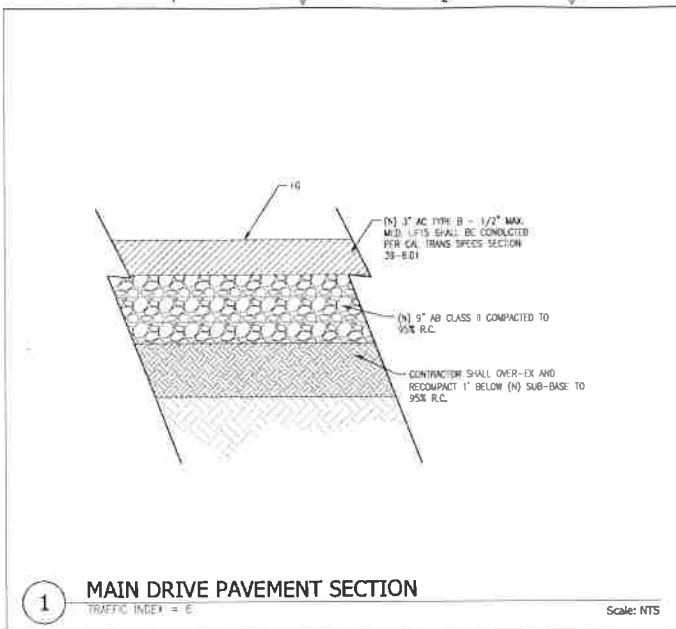 FG
(N) 3" AC TYPE B - 1/2" MAX.
MED. LIFTS SHALL BE CONDUCTED
PER CAL TRANS SPECS SECTION
39-6.01
(N) 9" AB CLASS II COMPACTED TO
95% R.C.
CONTRACTOR SHALL OVER-EX AND
RECOMPACT 1' BELOW (N) SUB-BASE TO
95% R.C.
1
MAIN DRIVE PAVEMENT SECTION
TRAFFIC INDEX = 6
Scale: NTS